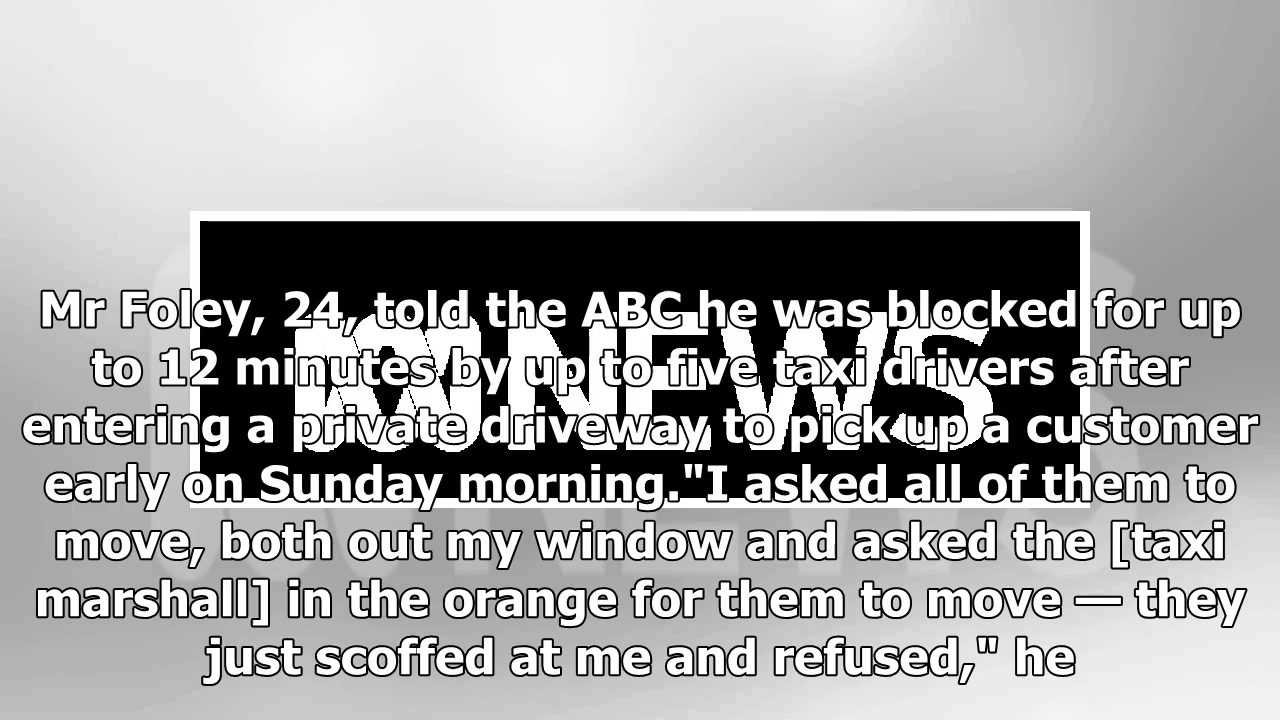 Mr Foley, 24, told the ABC he was blocked for up
to 12 minutes by up to five taxi drivers after
entering a private driveway to pick up a customer
early on Sunday morning."I asked all of them to
move, both out my window and asked the [taxi
marshall] in the orange for them to move — they
just scoffed at me and refused," he
NEWS